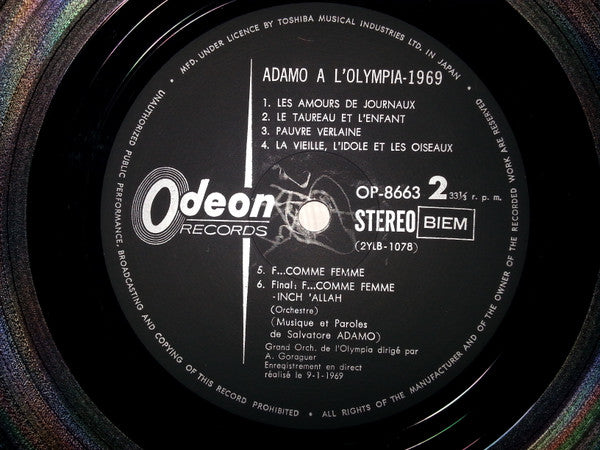 • MFD. UNDER LICENCE BY TOSHIBA MUSICAL INDUSTRIES LTD. IN JAPAN •
ADAMO A L'OLYMPIA-1969
1. LES AMOURS DE JOURNAUX
2. LE TAUREAU ET L'ENFANT
3. PAUVRE VERLAINE
4. LA VIEILLE, L'IDOLE ET LES OISEAUX
Odeon
RECORDS
OP-8663 2 33⅓ r. p. m.
STEREO BIEM
(2YLB-1078)
5. F...COMME FEMME
6. Final: F...COMME FEMME
-INCH 'ALLAH
(Orchestre)
(Musique et Paroles
de Salvatore ADAMO)
Grand Orch. de l'Olympia dirigé par
A. Goraguer
Enregistrement en direct
réalisé le 9-1-1969
UNAUTHORIZED PUBLIC PERFORMANCE, BROADCASTING AND COPYING OF THIS RECORD PROHIBITED • ALL RIGHTS OF THE MANUFACTURER AND OF THE OWNER OF THE RECORDED WORK ARE RESERVED